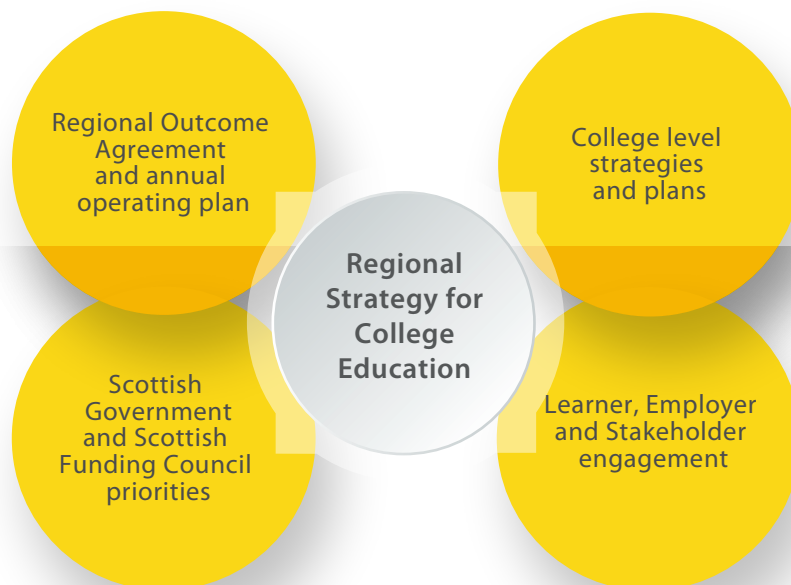 Regional Outcome
Agreement
and annual
operating plan
College level
strategies
and plans
Regional
Strategy for
College
Education
Scottish
Government
and Scottish
Funding Council
priorities
Learner, Employer
and Stakeholder
engagement